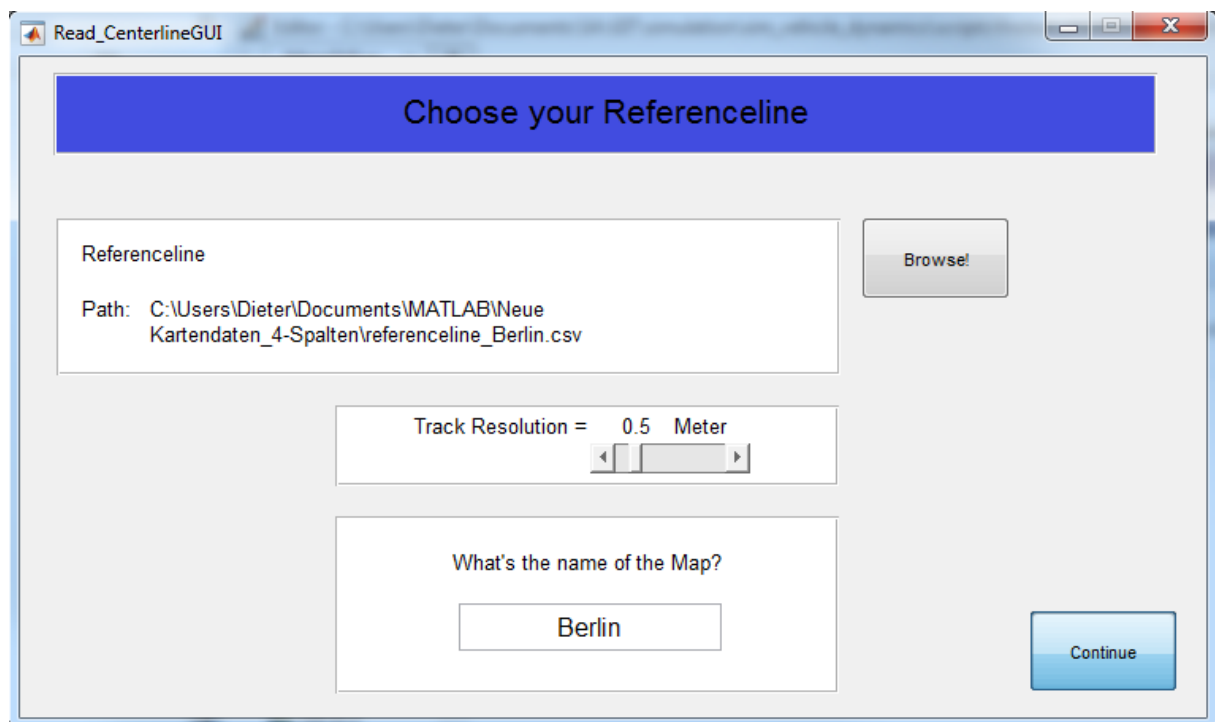 Read_CenterlineGUI
Choose your Referenceline
Referenceline
Browse!
Path: C:\Users\Dieter\Documents\MATLAB\Neue
Kartendaten_4-Spalten\referenceline_Berlin.csv
Track Resolution = 0.5 Meter
What's the name of the Map?
Berlin
Continue